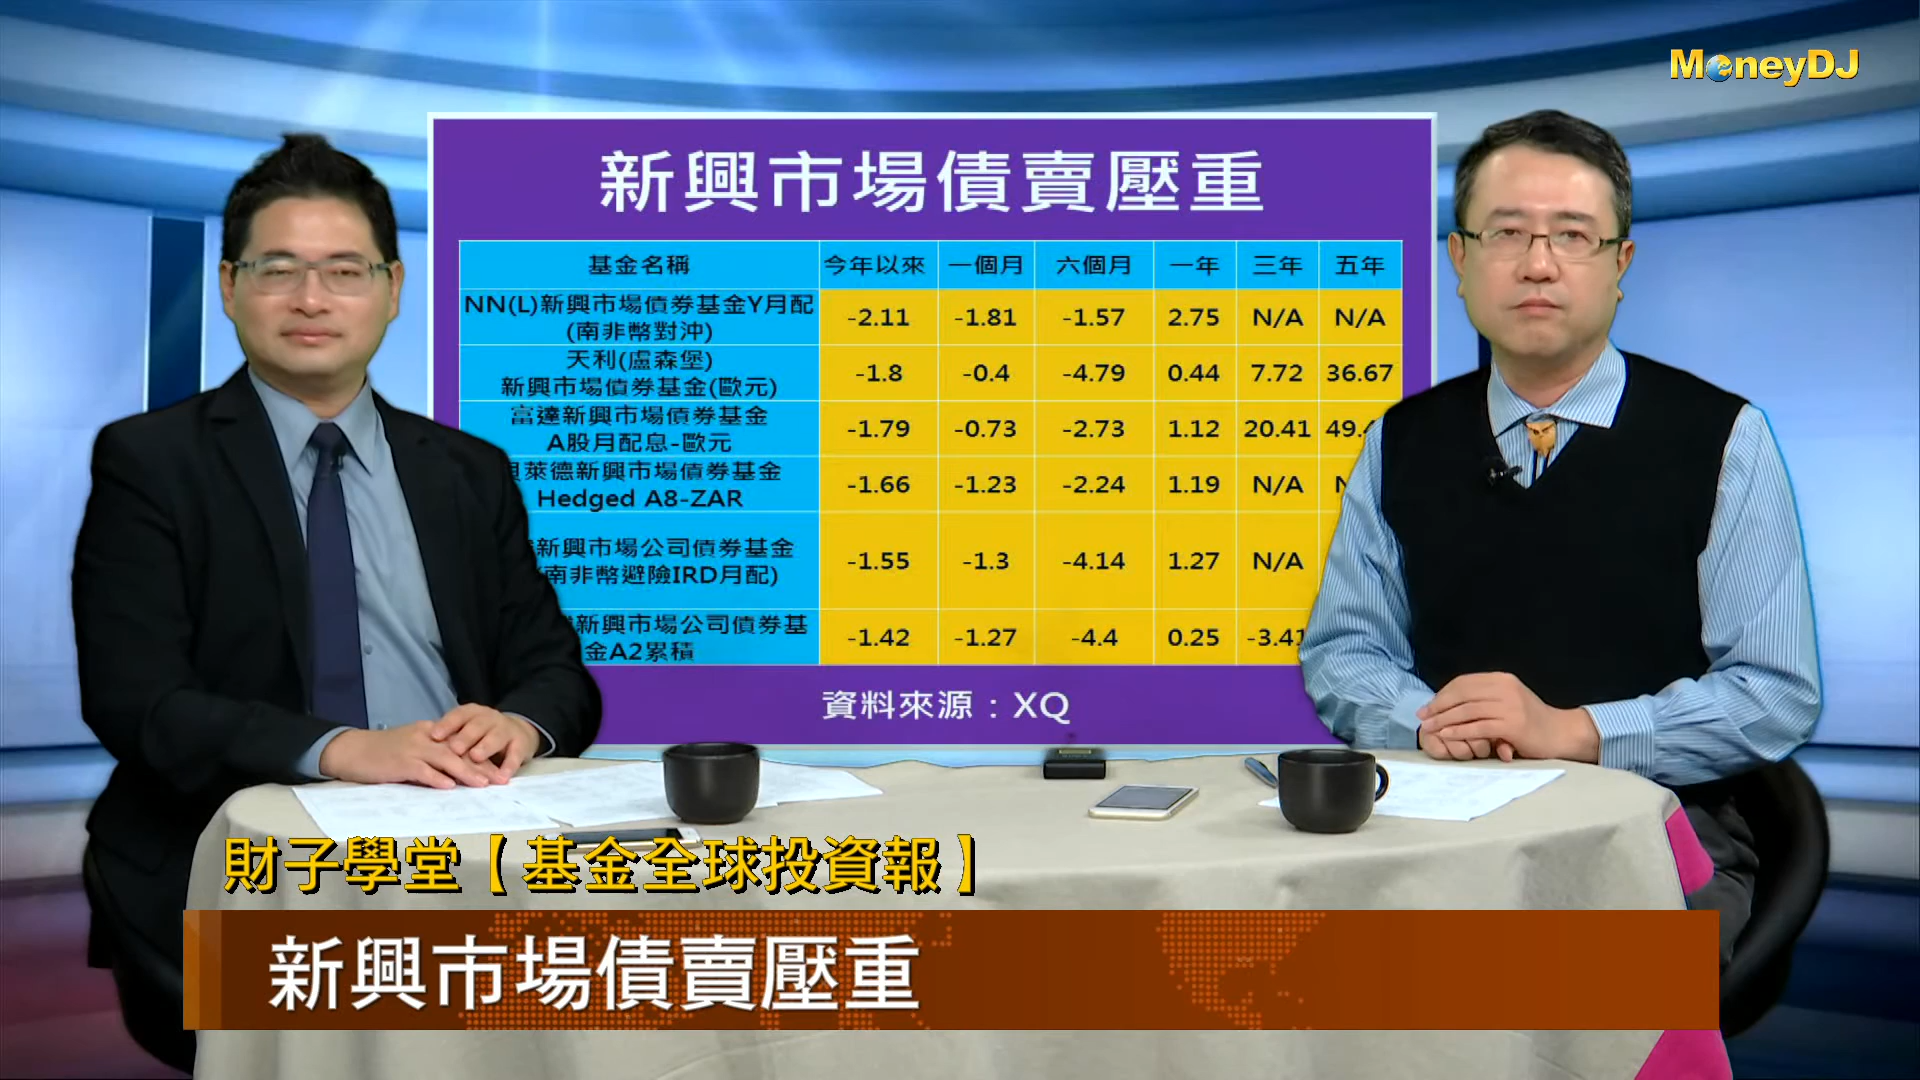 MoneyDJ
新興市場債賣壓重
基金名稱 今年以來 一個月 六個月 一年 三年 五年
NN(L)新興市場債券基金Y月配
(南非幣對沖) -2.11 -1.81 -1.57 2.75 N/A N/A
天利(盧森堡)
新興市場債券基金(歐元) -1.8 -0.4 -4.79 0.44 7.72 36.67
富達新興市場債券基金
A股月配息-歐元 -1.79 -0.73 -2.73 1.12 20.41 49.
萊德新興市場債券基金
Hedged A8-ZAR -1.66 -1.23 -2.24 1.19 N/A
新興市場公司債券基金
南非幣避險IRD月配) -1.55 -1.3 -4.14 1.27 N/A
新興市場公司債券基
金A2累積 -1.42 -1.27 -4.4 0.25 -3.41
資料來源：XQ
財子學堂【基金全球投資報】
新興市場債賣壓重